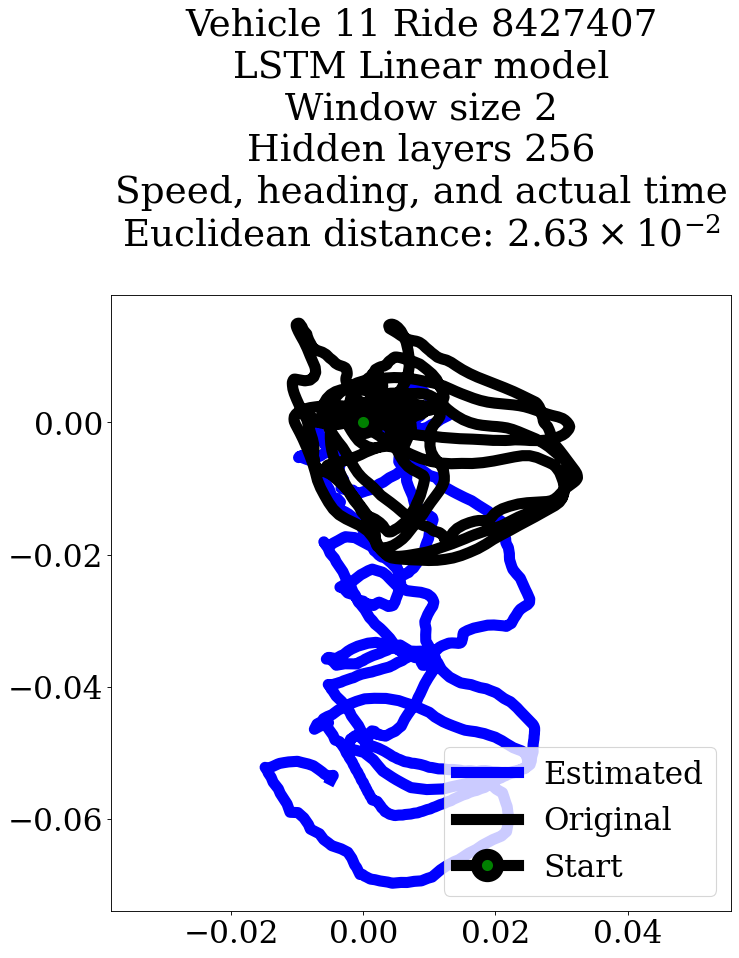 Vehicle 11 Ride 8427407
LSTM Linear model
Window size 2
Hidden layers 256
Speed, heading, and actual time
Euclidean distance: 2.63 × 10⁻²
0.00
−0.02
−0.04
−0.06
Estimated
Original
Start
−0.02 0.00 0.02 0.04